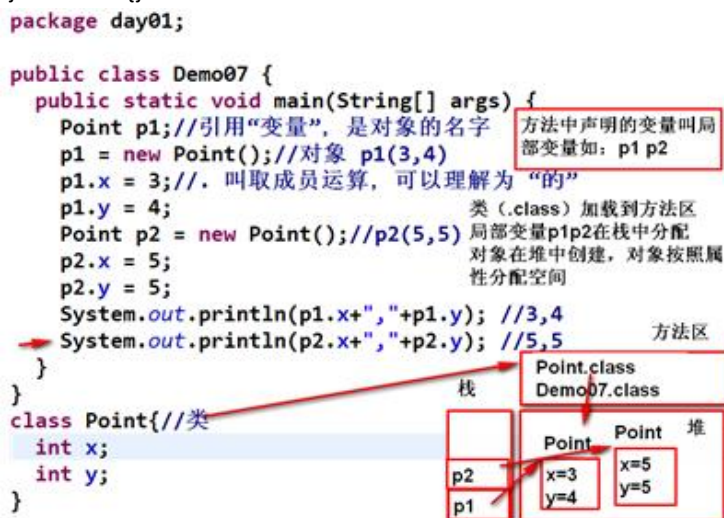 package day01;
public class Demo07 {
public static void main(String[] args) {
Point p1;//引用“变量”, 是对象的名字
p1 = new Point();//对象 p1(3,4)
p1.x = 3;//. 叫取成员运算, 可以理解为 “的”
p1.y = 4;
Point p2 = new Point();//p2(5,5)
p2.x = 5;
p2.y = 5;
System.out.println(p1.x+","+p1.y); //3,4
System.out.println(p2.x+","+p2.y); //5,5
}
}
class Point{//类
int x;
int y;
}
方法中声明的变量叫局
部变量如：p1 p2
类（.class）加载到方法区
局部变量p1p2在栈中分配
对象在堆中创建，对象按照属
性分配空间
方法区
Point.class
Demo07.class
栈
p2
p1
堆
Point
x=3
y=4
Point
x=5
y=5